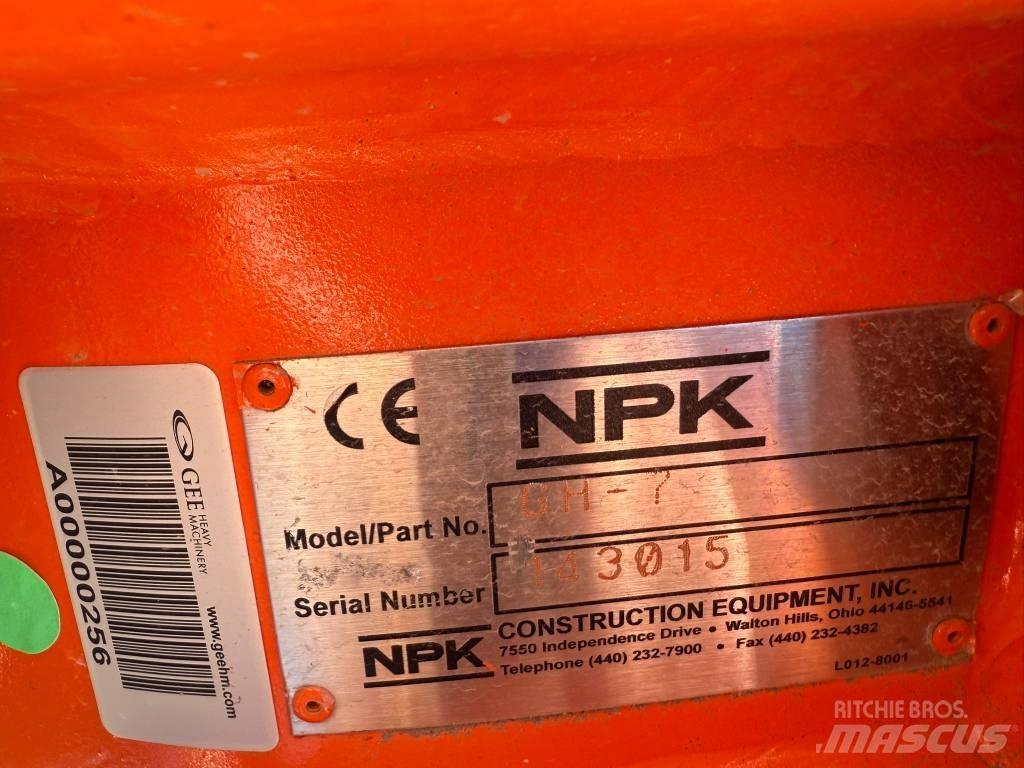 CE
NPK
Model/Part No. GH-7
Serial Number 143015
NPK
CONSTRUCTION EQUIPMENT, INC.
7550 Independence Drive • Walton Hills, Ohio 44146-5541
Telephone (440) 232-7900 • Fax (440) 232-4382
L012-8001
GEE
HEAVY
MACHINERY
www.geehm.com
A00000256
RITCHIE BROS.
MASCUS